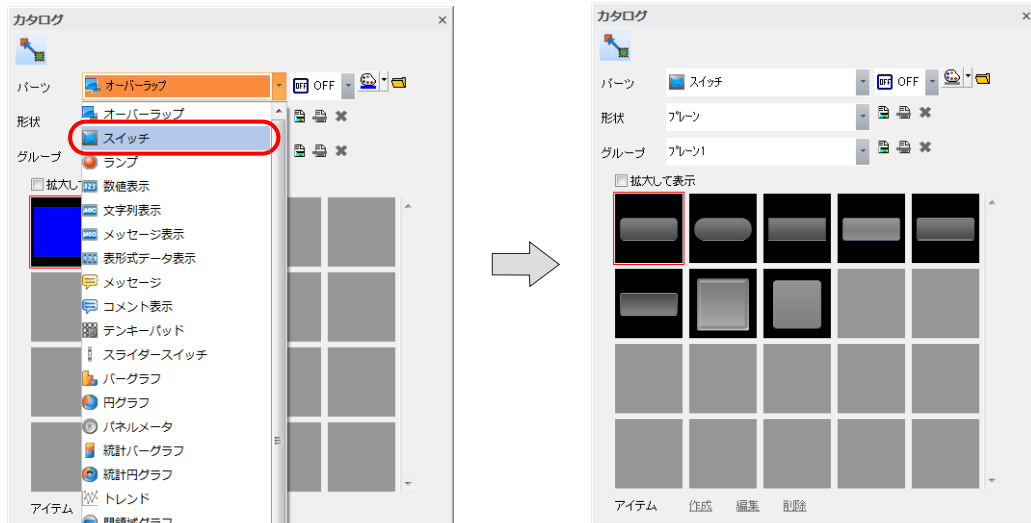 カタログ
パーツ
オーバーラップ
OFF OFF
形状
オーバーラップ
スイッチ
グループ
ランプ
拡大し
数値表示
文字列表示
メッセージ表示
表形式データ表示
メッセージ
コメント表示
テンキーパッド
スライダースイッチ
バーグラフ
円グラフ
パネルメータ
統計バーグラフ
統計円グラフ
トレンド
アイテム
閉領域グラフ
カタログ
パーツ
スイッチ
OFF OFF
形状
プレーン
グループ
プレーン1
拡大して表示
アイテム 作成 編集 削除